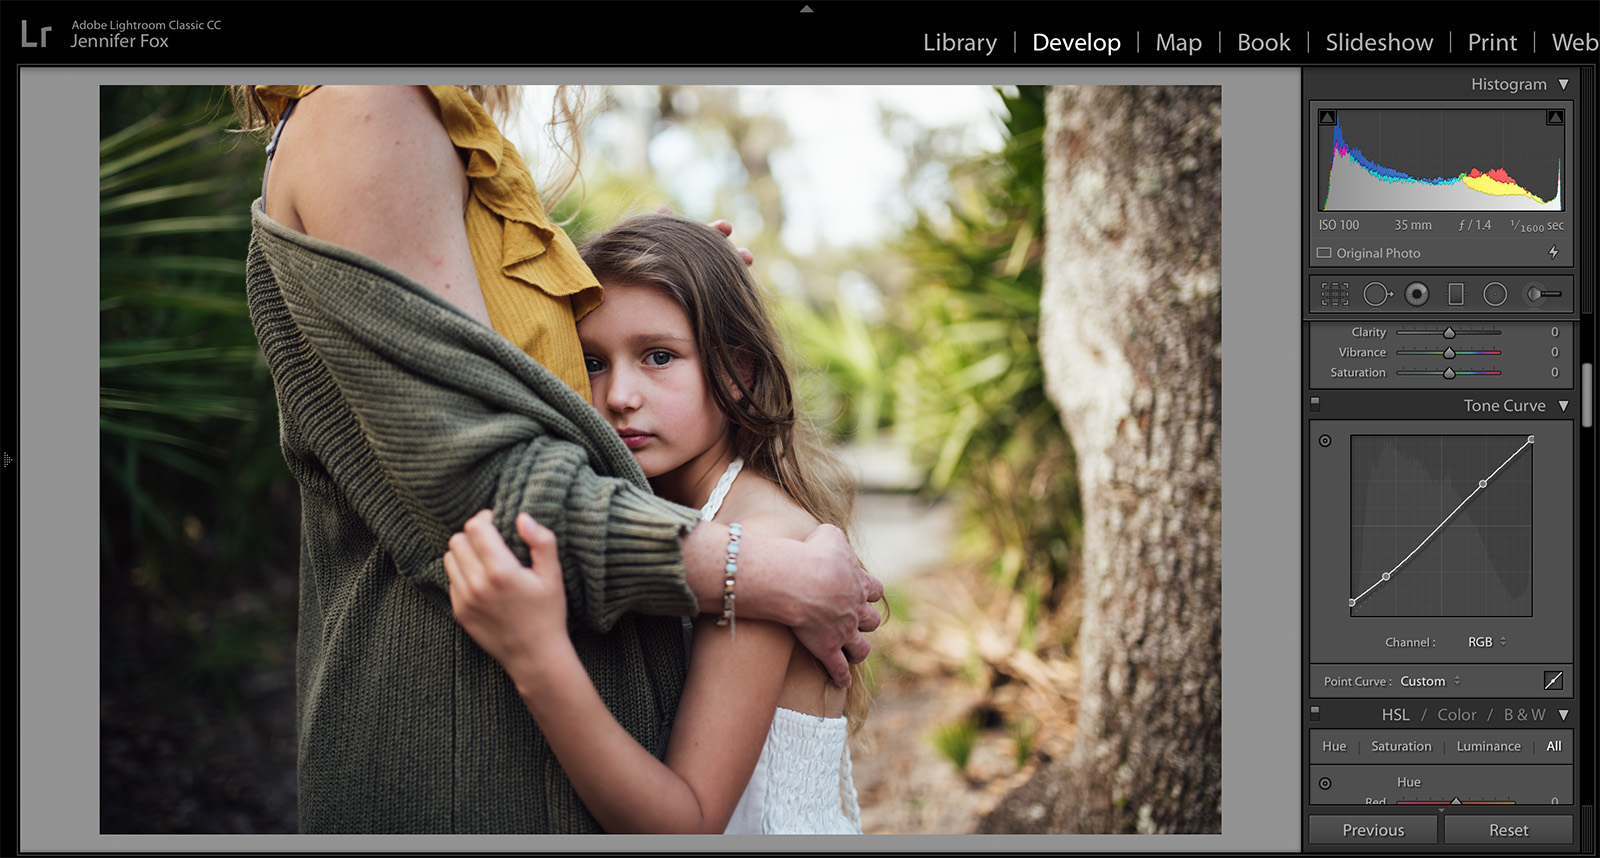 Lr
Adobe Lightroom Classic CC
Jennifer Fox
Library | Develop | Map | Book | Slideshow | Print | Web
Histogram
ISO 100 35 mm ƒ / 1.4 1/1600 sec
Original Photo
Clarity 0
Vibrance 0
Saturation 0
Tone Curve
Channel : RGB
Point Curve : Custom
HSL / Color / B & W
Hue | Saturation | Luminance | All
Hue
Red 0
Previous Reset